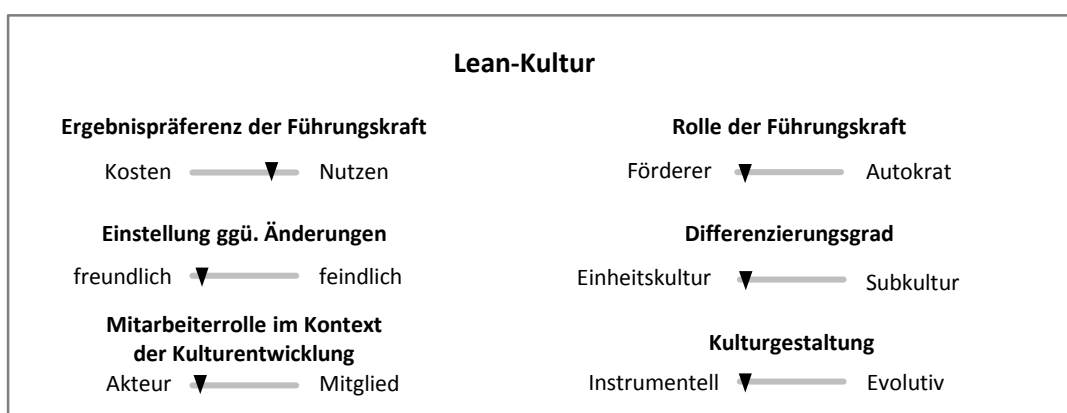 Lean-Kultur
Ergebnispräferenz der Führungskraft
Kosten Nutzen
Einstellung ggü. Änderungen
freundlich feindlich
Mitarbeiterrolle im Kontext
der Kulturentwicklung
Akteur Mitglied
Rolle der Führungskraft
Förderer Autokrat
Differenzierungsgrad
Einheitskultur Subkultur
Kulturgestaltung
Instrumentell Evolutiv